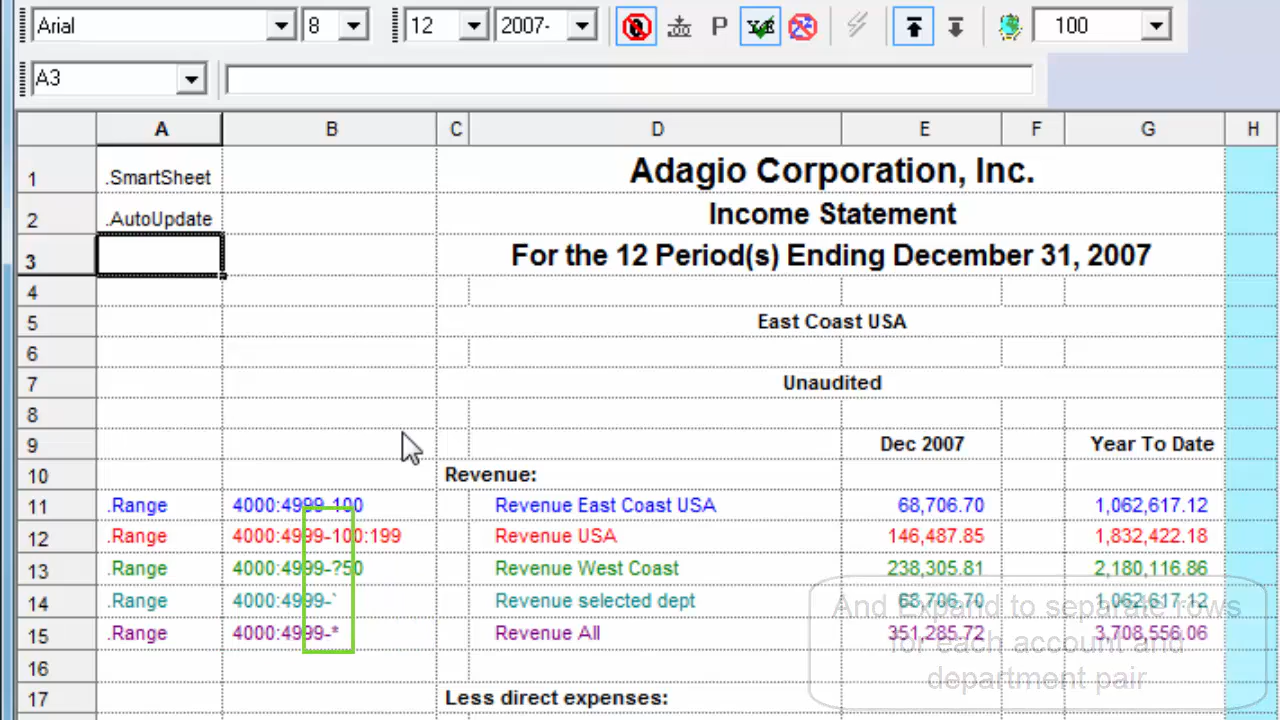 Arial 8 12 2007- P Y/E 100
A3
A B C D E F G H
1 .SmartSheet Adagio Corporation, Inc.
2 .AutoUpdate Income Statement
3 For the 12 Period(s) Ending December 31, 2007
4
5 East Coast USA
6
7 Unaudited
8
9 Dec 2007 Year To Date
10 Revenue:
11 .Range 4000:4999-100 Revenue East Coast USA 68,706.70 1,062,617.12
12 .Range 4000:4999-100:199 Revenue USA 146,487.85 1,832,422.18
13 .Range 4000:4999-?50 Revenue West Coast 238,305.81 2,180,116.86
14 .Range 4000:4999-` Revenue selected dept 68,706.70 1,062,617.12
15 .Range 4000:4999-* Revenue All 351,285.72 3,708,556.06
16
17 Less direct expenses:
And Expand to separate rows
for each account and
department pair